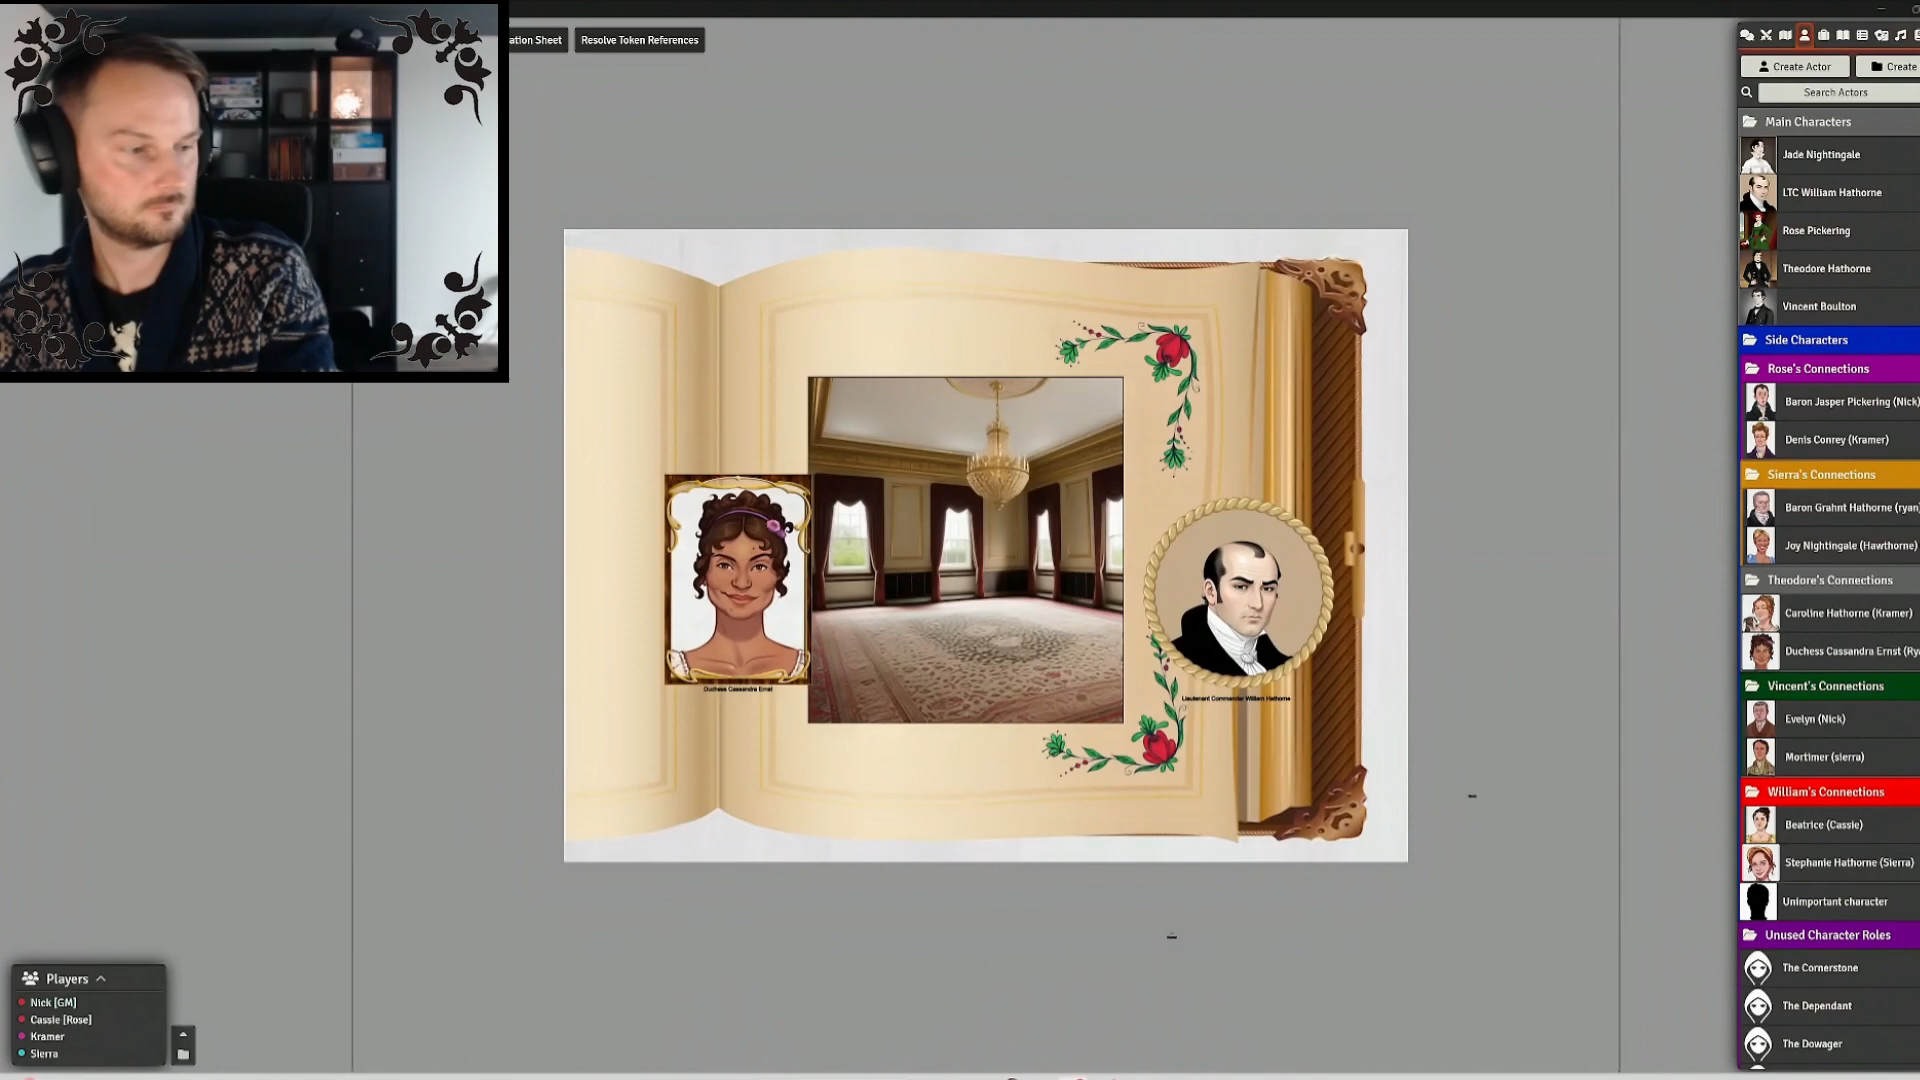 ation Sheet
Resolve Token References
Create Actor
Create
Search Actors
Main Characters
Jade Nightingale
LTC William Hathorne
Rose Pickering
Theodore Hathorne
Vincent Boulton
Side Characters
Rose's Connections
Baron Jasper Pickering (Nick)
Denis Conrey (Kramer)
Sierra's Connections
Baron Grahnt Hathorne (ryan
Joy Nightingale (Hawthorne)
Theodore's Connections
Caroline Hathorne (Kramer)
Duchess Cassandra Ernst (Ry
Vincent's Connections
Evelyn (Nick)
Mortimer (sierra)
William's Connections
Beatrice (Cassie)
Stephanie Hathorne (Sierra)
Unimportant character
Unused Character Roles
The Cornerstone
The Dependant
The Dowager
Duchess Cassandra Ernst
Lieutenant Commander William Hathorne
Players
Nick [GM]
Cassie [Rose]
Kramer
Sierra